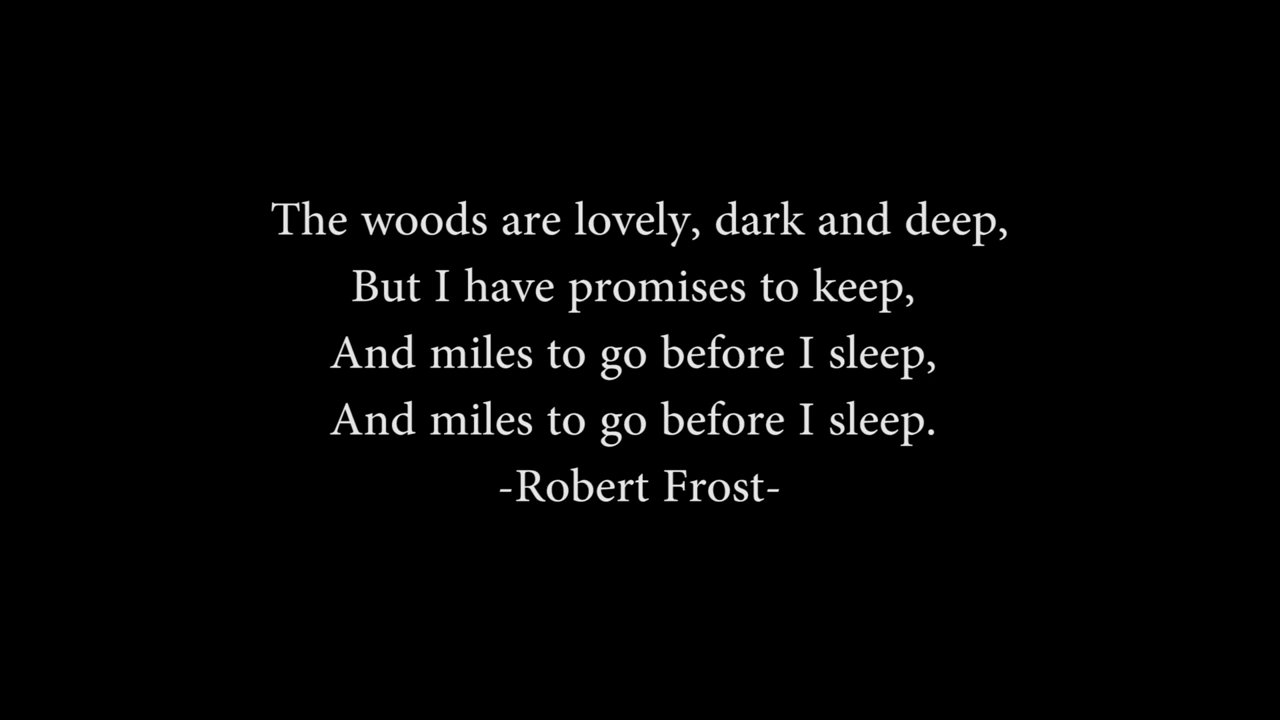 The woods are lovely, dark and deep,
But I have promises to keep,
And miles to go before I sleep,
And miles to go before I sleep.
-Robert Frost-